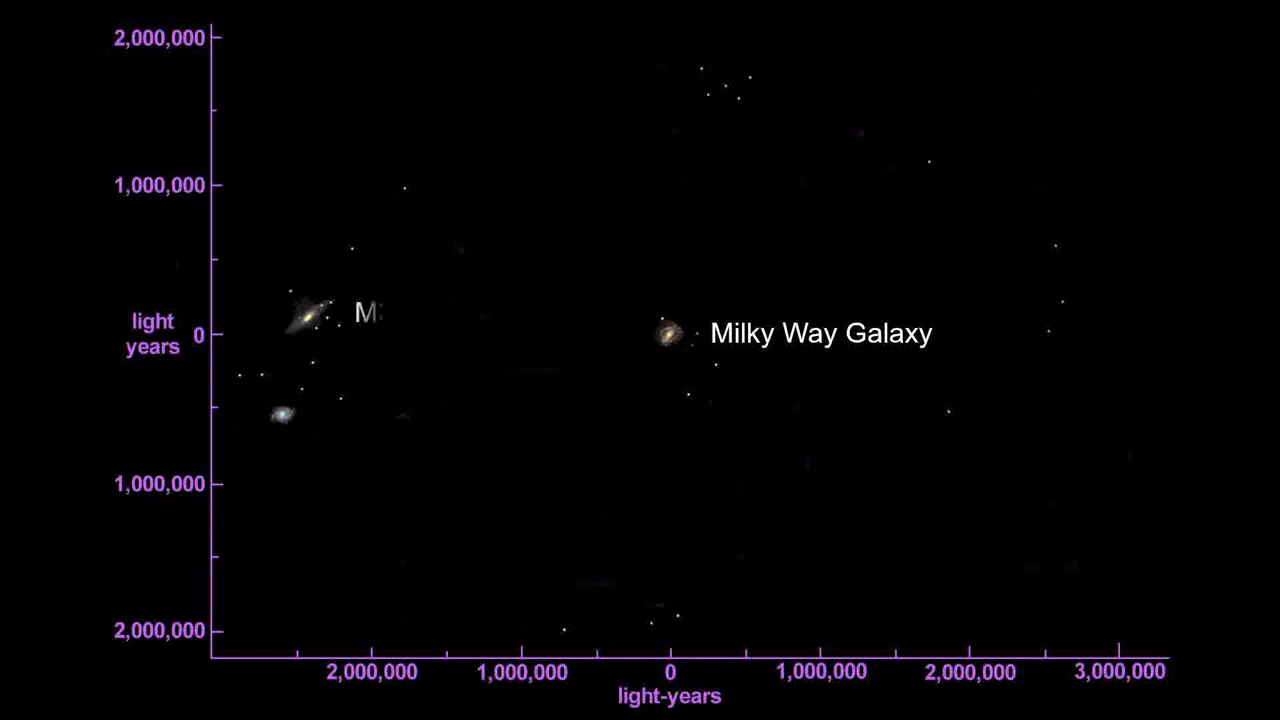 2,000,000
1,000,000
light years 0
M
Milky Way Galaxy
1,000,000
2,000,000
2,000,000 1,000,000 0 1,000,000 2,000,000 3,000,000
light-years